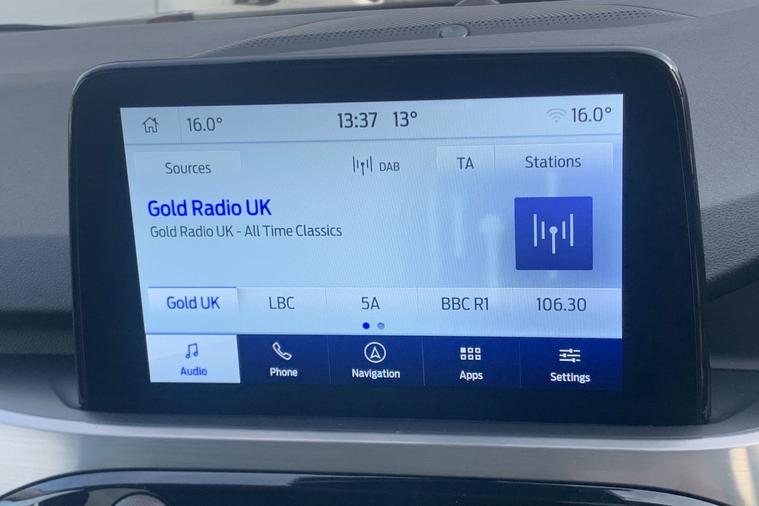 16.0° 13:37 13° 16.0°
Sources DAB TA Stations
Gold Radio UK
Gold Radio UK - All Time Classics
Gold UK LBC 5A BBC R1 106.30
Audio Phone Navigation Apps Settings